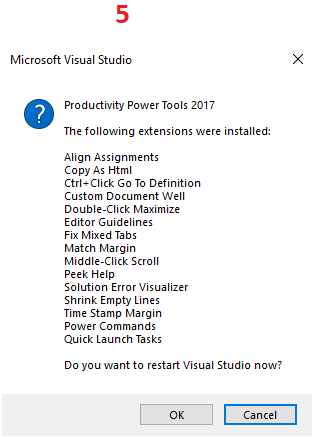 5
Microsoft Visual Studio
Productivity Power Tools 2017
The following extensions were installed:
Align Assignments
Copy As Html
Ctrl+Click Go To Definition
Custom Document Well
Double-Click Maximize
Editor Guidelines
Fix Mixed Tabs
Match Margin
Middle-Click Scroll
Peek Help
Solution Error Visualizer
Shrink Empty Lines
Time Stamp Margin
Power Commands
Quick Launch Tasks
Do you want to restart Visual Studio now?
OK
Cancel